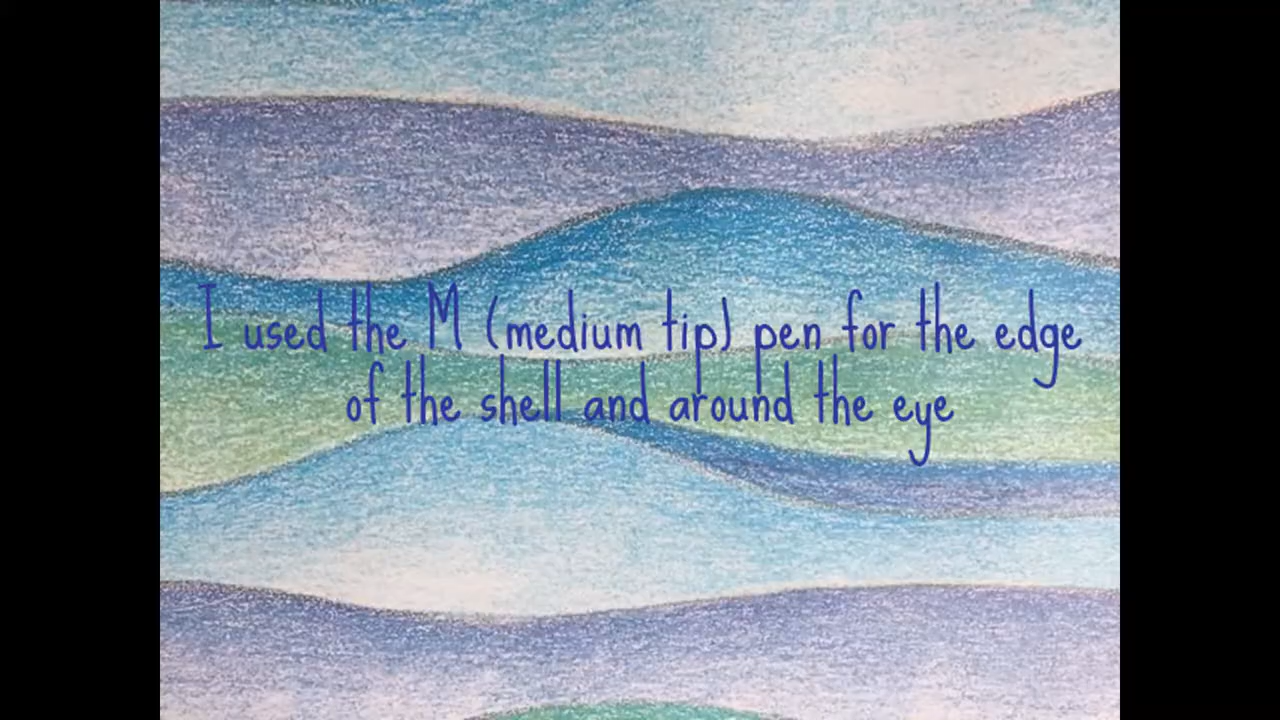 I used the M (medium tip) pen for the edge
of the shell and around the eye